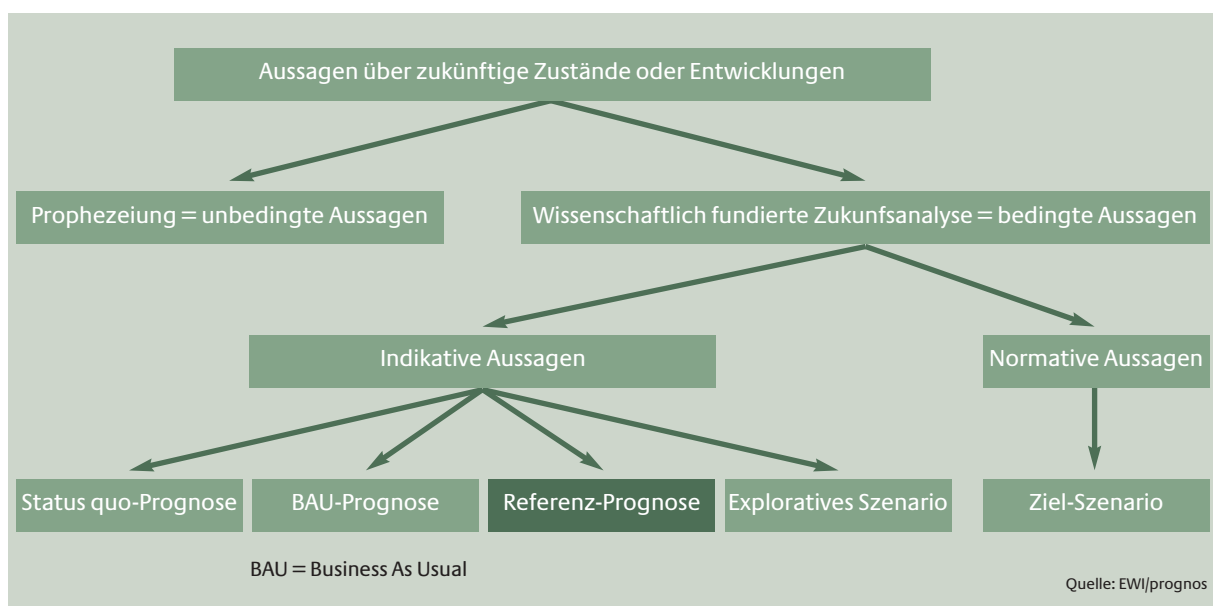 Aussagen über zukünftige Zustände oder Entwicklungen
Prophezeiung = unbedingte Aussagen
Wissenschaftlich fundierte Zukunfsanalyse = bedingte Aussagen
Indikative Aussagen
Normative Aussagen
Status quo-Prognose
BAU-Prognose
Referenz-Prognose
Exploratives Szenario
Ziel-Szenario
BAU = Business As Usual
Quelle: EWI/prognos